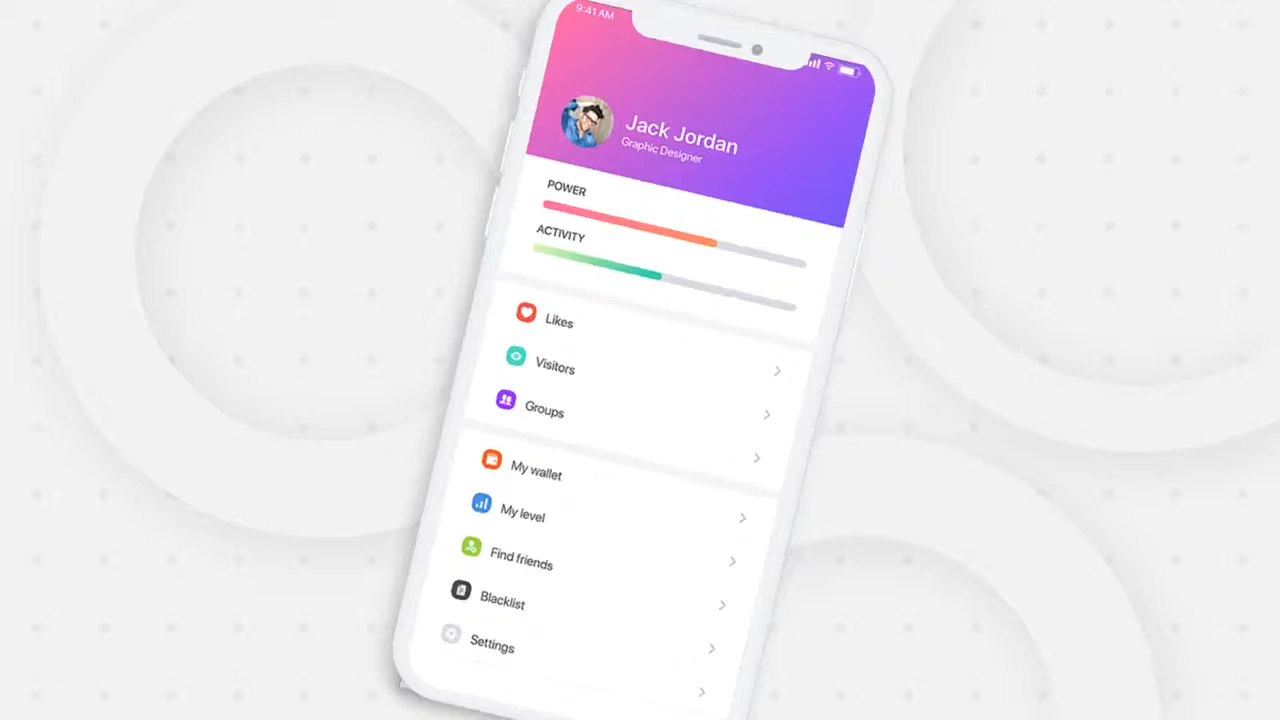 9:41 AM
Jack Jordan
Graphic Designer
POWER
ACTIVITY
Likes
Visitors
Groups
My wallet
My level
Find friends
Blacklist
Settings